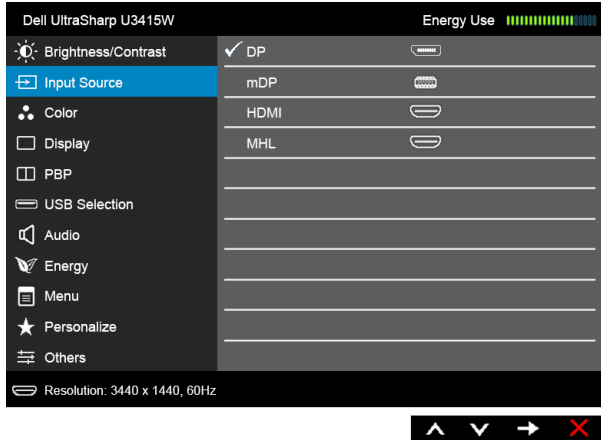 Dell UltraSharp U3415W
Energy Use
Brightness/Contrast
DP
Input Source
mDP
Color
HDMI
Display
MHL
PBP
USB Selection
Audio
Energy
Menu
Personalize
Others
Resolution: 3440 x 1440, 60Hz